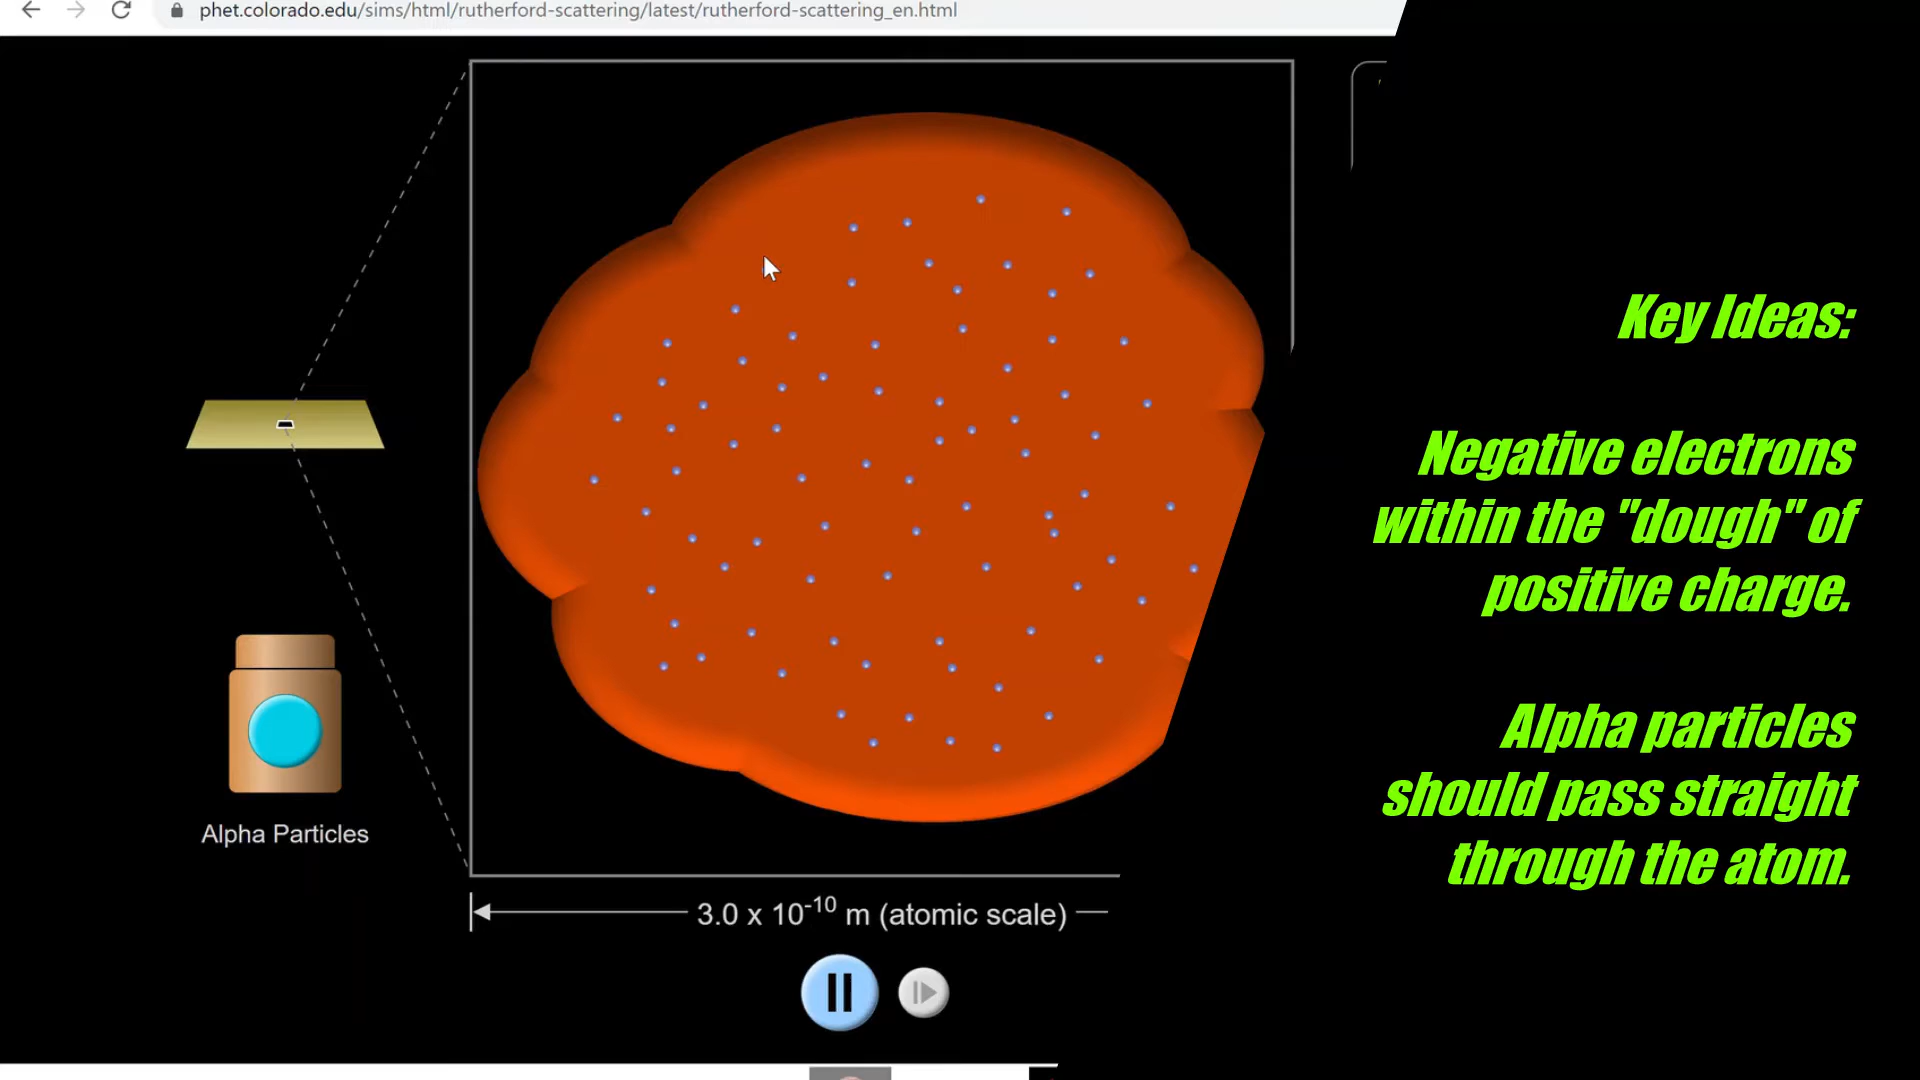 phet.colorado.edu/sims/html/rutherford-scattering/latest/rutherford-scattering_en.html
Key Ideas:
Negative electrons
within the "dough" of
positive charge.
Alpha particles
should pass straight
through the atom.
Alpha Particles
3.0 x 10⁻¹⁰ m (atomic scale)